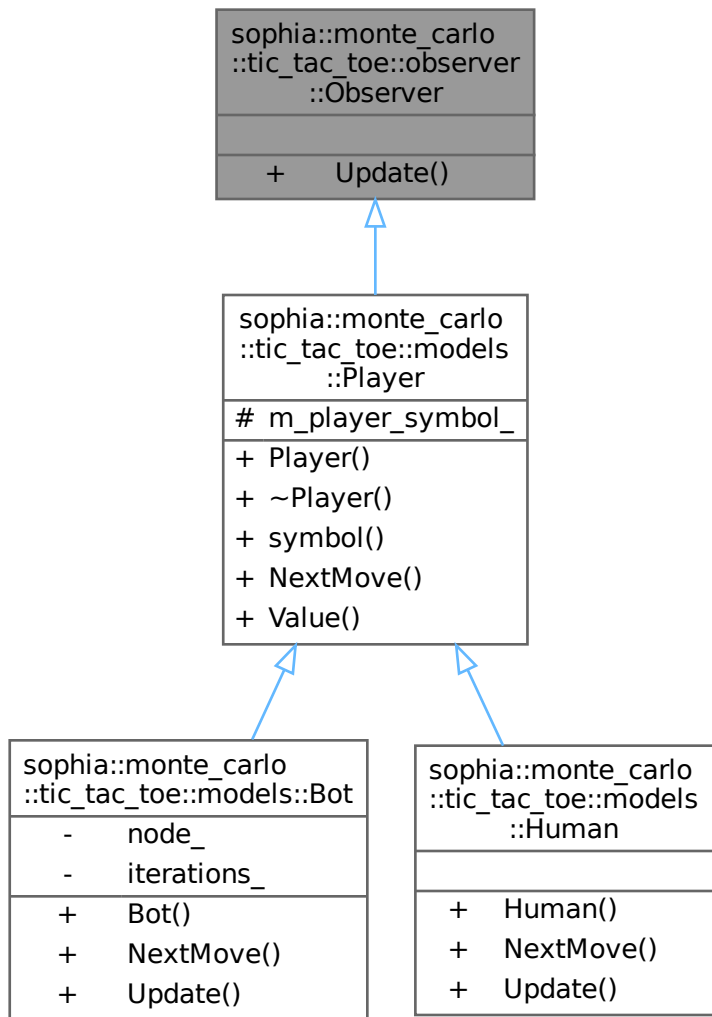 sophia::monte_carlo
::tic_tac_toe::observer
::Observer
+ Update()
sophia::monte_carlo
::tic_tac_toe::models
::Player
# m_player_symbol_
+ Player()
+ ~Player()
+ symbol()
+ NextMove()
+ Value()
sophia::monte_carlo
::tic_tac_toe::models::Bot
- node_
- iterations_
+ Bot()
+ NextMove()
+ Update()
sophia::monte_carlo
::tic_tac_toe::models
::Human
+ Human()
+ NextMove()
+ Update()